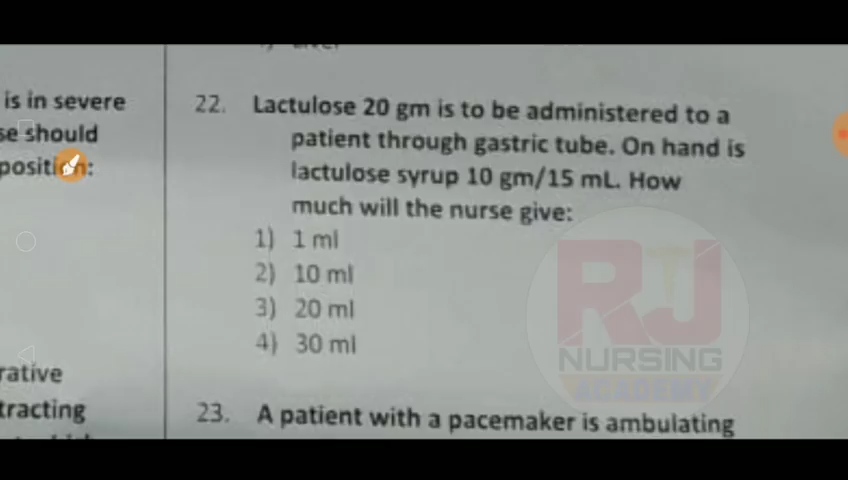 is in severe
se should
position:
rative
tracting
22. Lactulose 20 gm is to be administered to a
patient through gastric tube. On hand is
lactulose syrup 10 gm/15 mL. How
much will the nurse give:
1) 1 ml
2) 10 ml
3) 20 ml
4) 30 ml
23. A patient with a pacemaker is ambulating
RJ
NURSING
ACADEMY